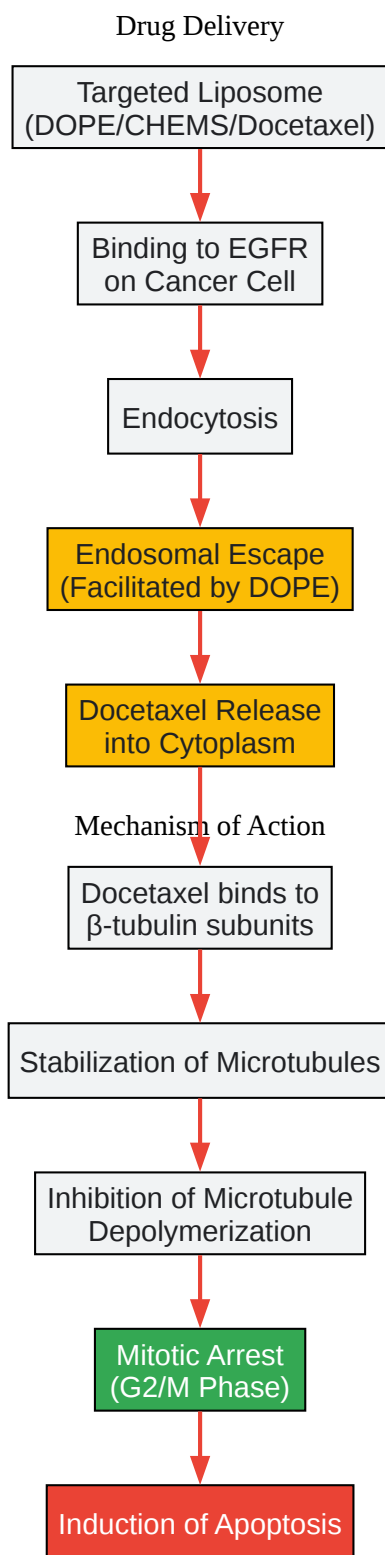 Drug Delivery
Targeted Liposome
(DOPE/CHEMS/Docetaxel)
Binding to EGFR
on Cancer Cell
Endocytosis
Endosomal Escape
(Facilitated by DOPE)
Docetaxel Release
into Cytoplasm
Mechanism of Action
Docetaxel binds to
β-tubulin subunits
Stabilization of Microtubules
Inhibition of Microtubule
Depolymerization
Mitotic Arrest
(G2/M Phase)
Induction of Apoptosis